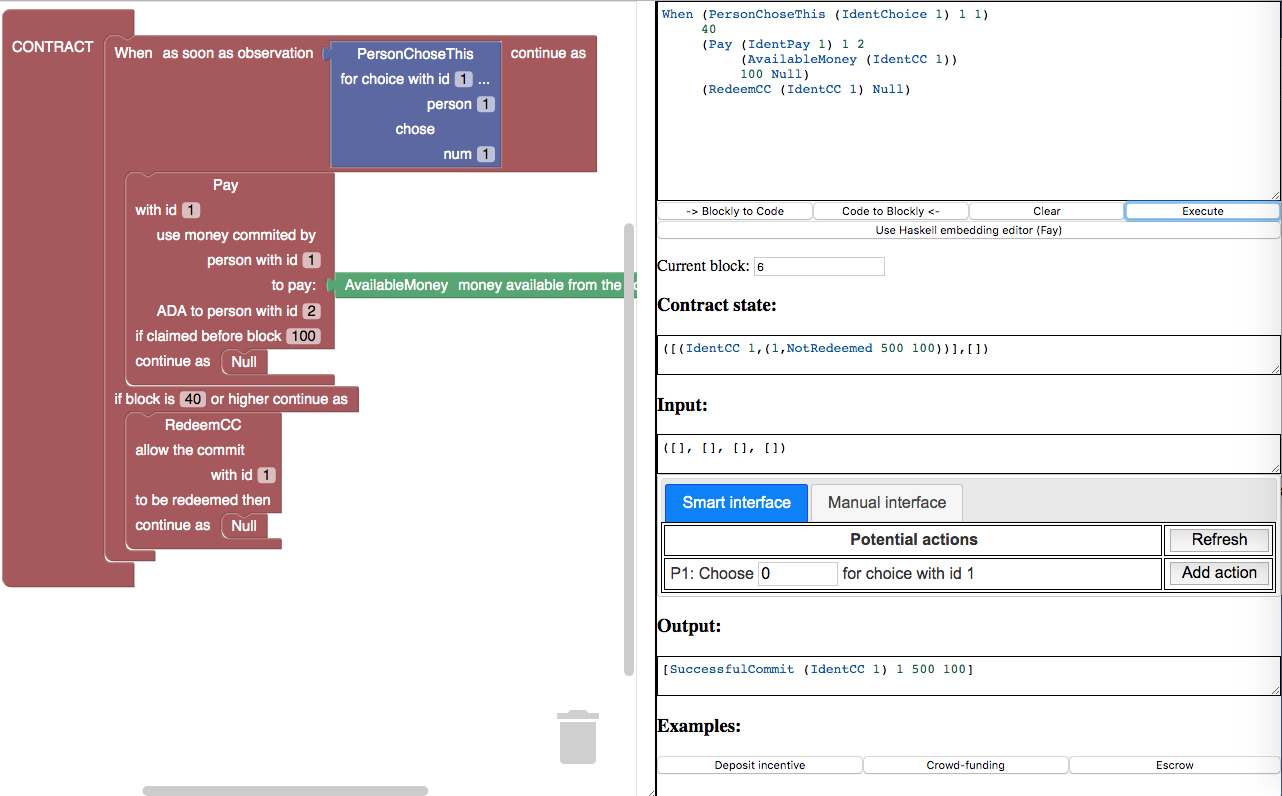 CONTRACT
When as soon as observation
PersonChoseThis
for choice with id 1 ...
person 1
chose
num 1
continue as
Pay
with id 1
use money commited by
person with id 1
to pay:
AvailableMoney money available from the
ADA to person with id 2
if claimed before block 100
continue as Null
if block is 40 or higher continue as
RedeemCC
allow the commit
with id 1
to be redeemed then
continue as Null
When (PersonChoseThis (IdentChoice 1) 1 1)
40
(Pay (IdentPay 1) 1 2
(AvailableMoney (IdentCC 1))
100 Null)
(RedeemCC (IdentCC 1) Null)
-> Blockly to Code
Code to Blockly <-
Clear
Execute
Use Haskell embedding editor (Fay)
Current block: 6
Contract state:
([(IdentCC 1,(1,NotRedeemed 500 100))],[])
Input:
([], [], [], [])
Smart interface
Manual interface
Potential actions
Refresh
P1: Choose 0 for choice with id 1
Add action
Output:
[SuccessfulCommit (IdentCC 1) 1 500 100]
Examples:
Deposit incentive
Crowd-funding
Escrow